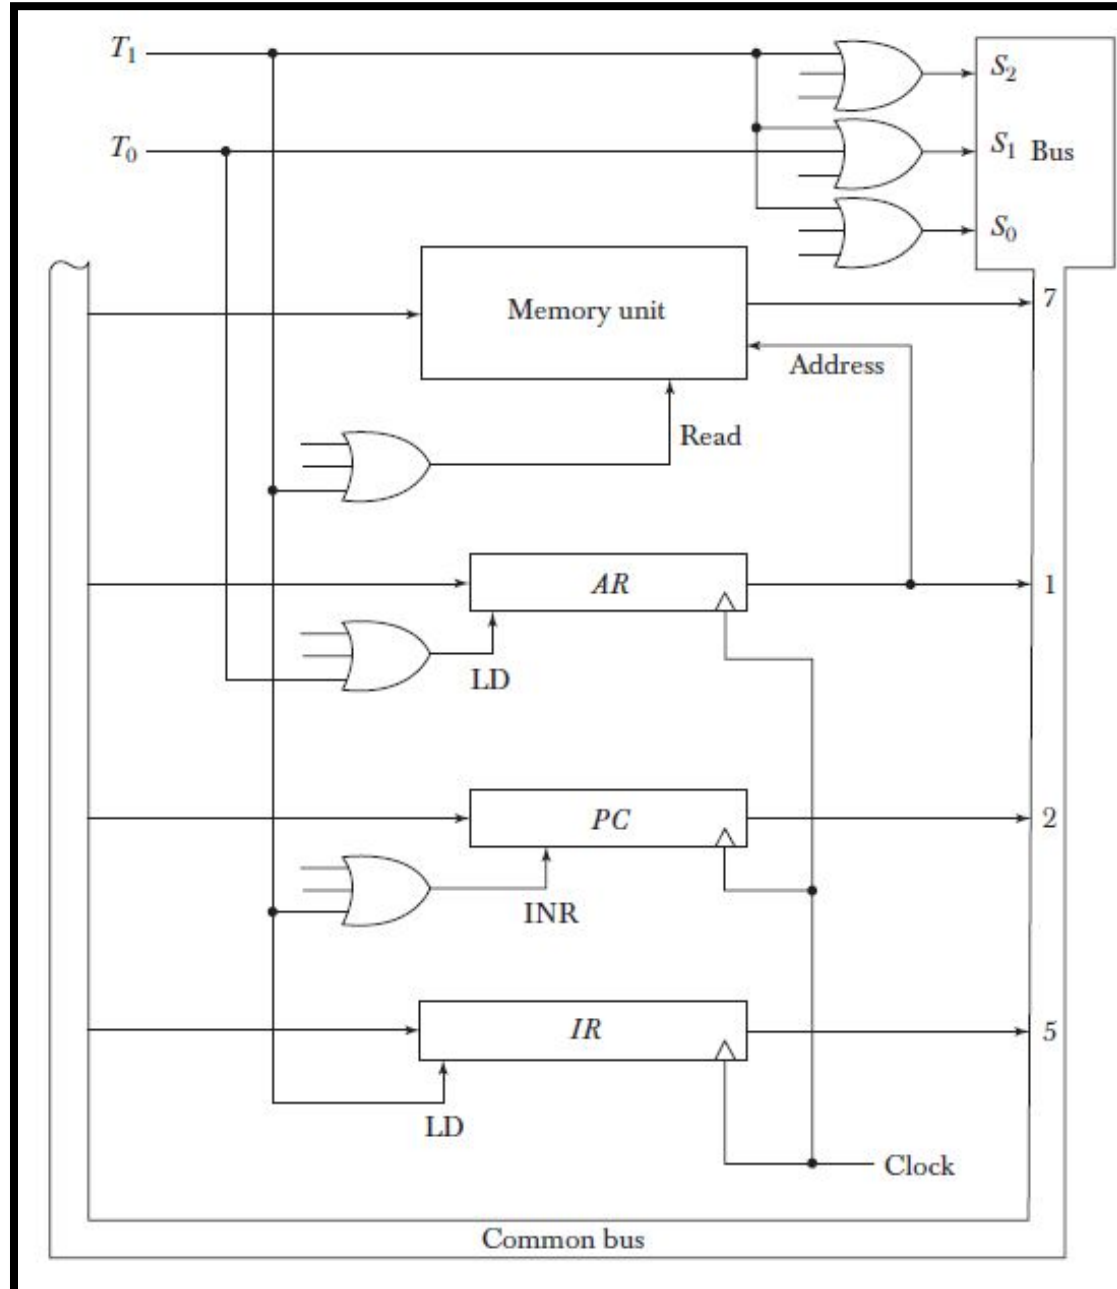 T₁
S₂
T₀
S₁ Bus
S₀
7
Memory unit
Address
Read
AR
1
LD
PC
2
INR
IR
5
LD
Clock
Common bus